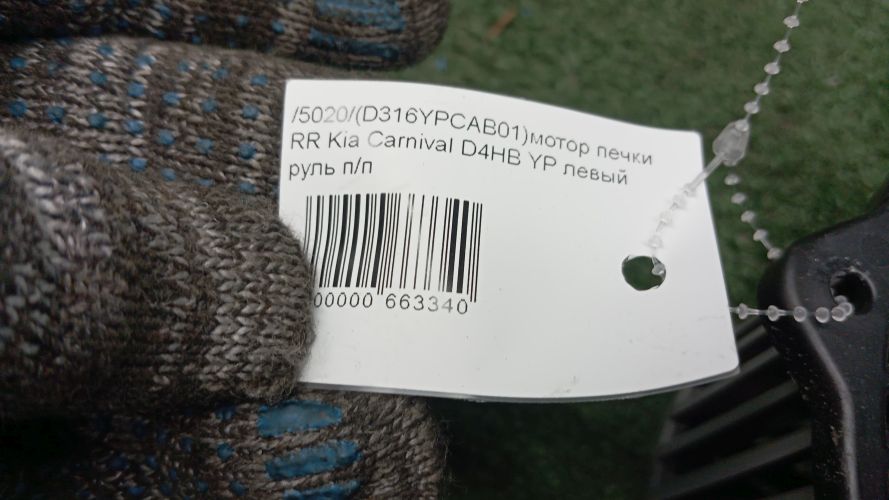 /5020/(D316YPCAB01)мотор печки
RR Kia Carnival D4HB YP левый
руль п/п
00000 663340